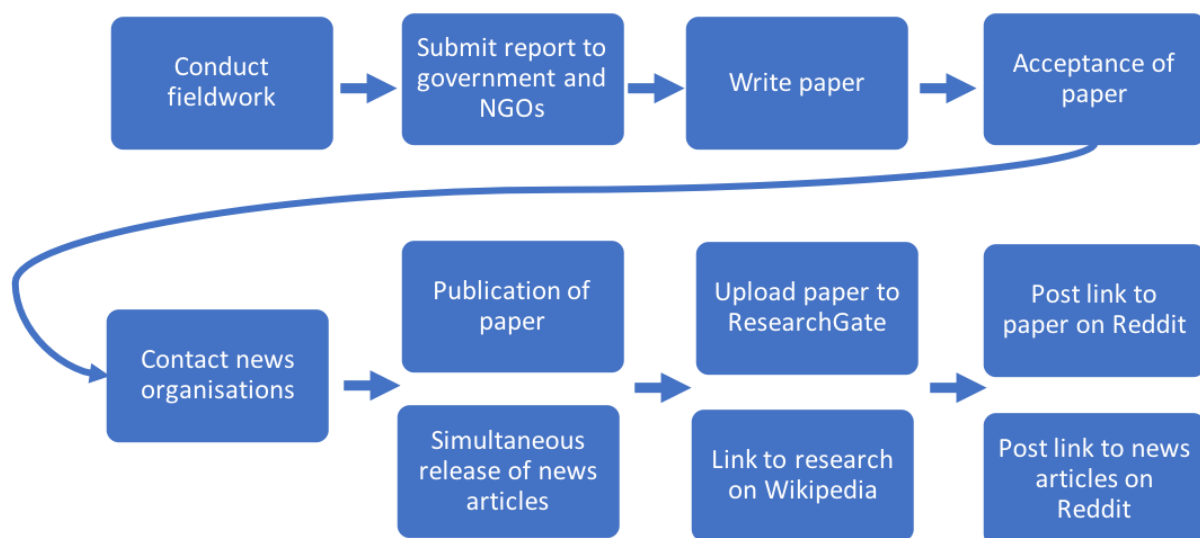 Conduct
fieldwork
Submit report to
government and
NGOs
Write paper
Acceptance of
paper
Contact news
organisations
Publication of
paper
Simultaneous
release of news
articles
Upload paper to
ResearchGate
Link to research
on Wikipedia
Post link to
paper on Reddit
Post link to news
articles on
Reddit